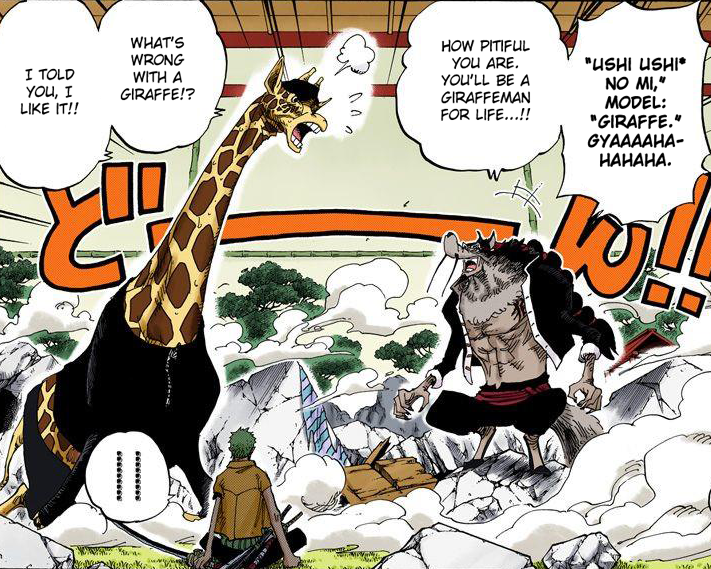 "USHI USHI*
NO MI,"
MODEL:
"GIRAFFE."
GYAAAAHA-
HAHAHA.
HOW PITIFUL
YOU ARE.
YOU'LL BE A
GIRAFFEMAN
FOR LIFE...!!
WHAT'S
WRONG
WITH A
GIRAFFE!?
I TOLD
YOU, I
LIKE IT!!
どーん!!